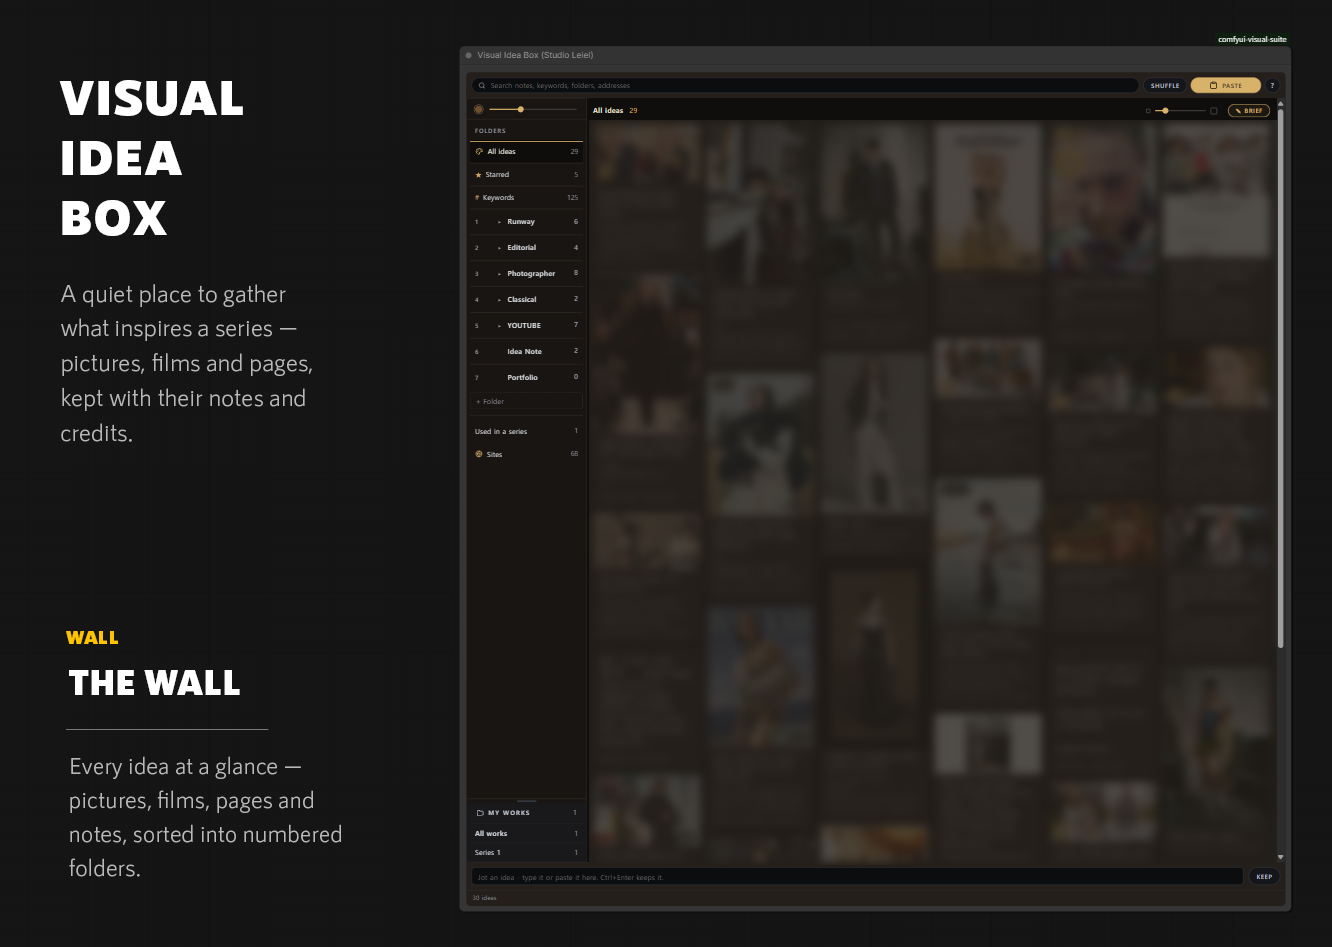 VISUAL
IDEA
BOX
A quiet place to gather
what inspires a series —
pictures, films and pages,
kept with their notes and
credits.
WALL
THE WALL
Every idea at a glance —
pictures, films, pages and
notes, sorted into numbered
folders.
comfyui-visual-suite
Visual Idea Box (Studio Leiel)
Search notes, keywords, folders, addresses
SHUFFLE
PASTE
?
All ideas 29
BRIEF
FOLDERS
All ideas 29
Starred 5
# Keywords 125
1 Runway 6
2 Editorial 4
3 Photographer 8
4 Classical 2
5 YOUTUBE 7
6 Idea Note 2
7 Portfolio 0
+ Folder
Used in a series 1
Sites 68
MY WORKS 1
All works 1
Series 1 1
Jot an idea - type it or paste it here. Ctrl+Enter keeps it.
KEEP
30 ideas